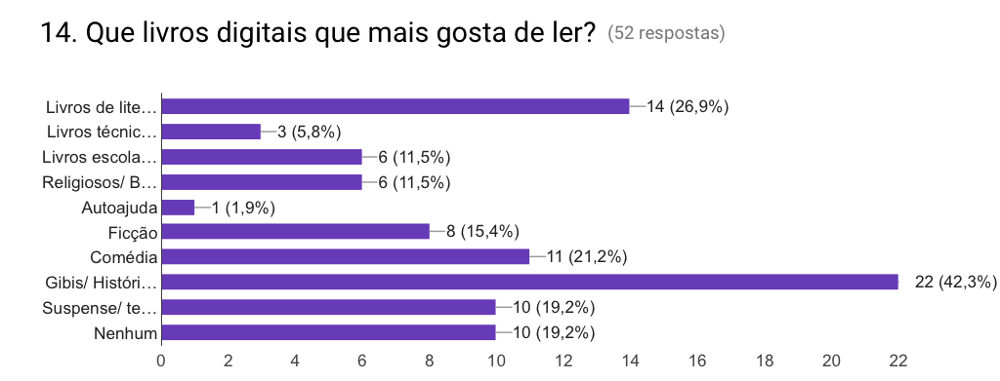 14. Que livros digitais que mais gosta de ler? (52 respostas)
Livros de lite… 14 (26,9%)
Livros técnic… 3 (5,8%)
Livros escola… 6 (11,5%)
Religiosos/ B… 6 (11,5%)
Autoajuda 1 (1,9%)
Ficção 8 (15,4%)
Comédia 11 (21,2%)
Gibis/ Históri… 22 (42,3%)
Suspense/ te… 10 (19,2%)
Nenhum 10 (19,2%)
0 2 4 6 8 10 12 14 16 18 20 22